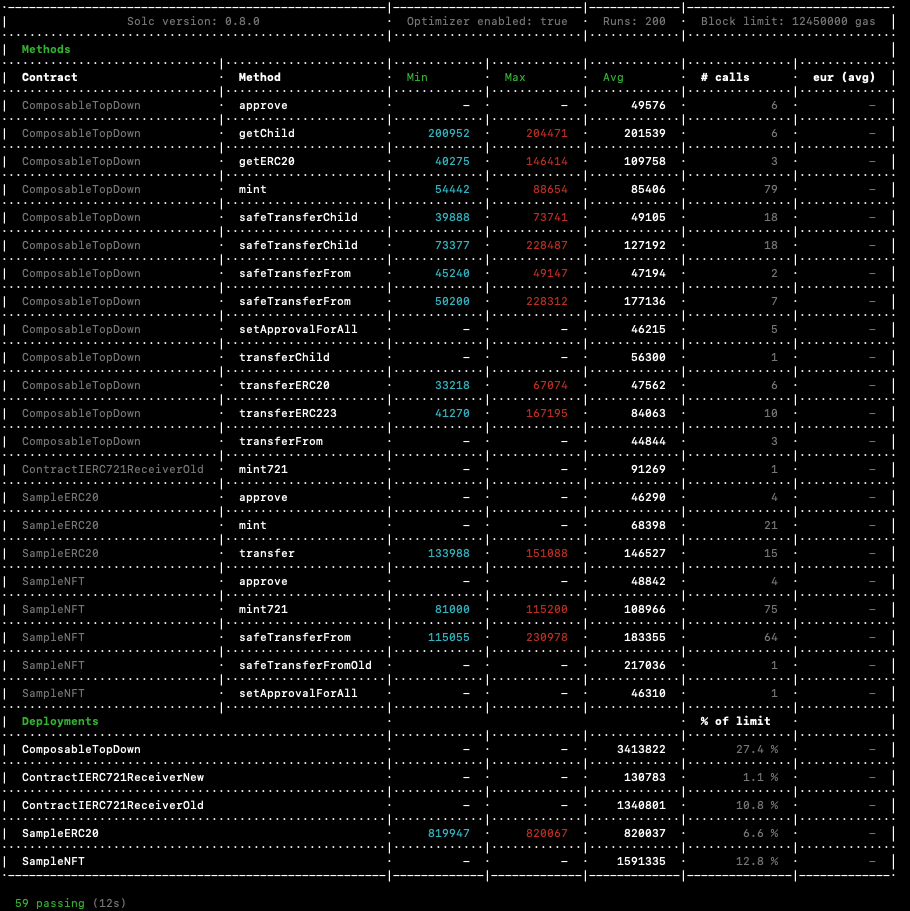 Solc version: 0.8.0 · Optimizer enabled: true · Runs: 200 · Block limit: 12450000 gas
| Methods |
| Contract · Method · Min · Max · Avg · # calls · eur (avg) |
| ComposableTopDown · approve · - · - · 49576 · 6 · - |
| ComposableTopDown · getChild · 200952 · 204471 · 201539 · 6 · - |
| ComposableTopDown · getERC20 · 40275 · 146414 · 109758 · 3 · - |
| ComposableTopDown · mint · 54442 · 88654 · 85406 · 79 · - |
| ComposableTopDown · safeTransferChild · 39888 · 73741 · 49105 · 18 · - |
| ComposableTopDown · safeTransferChild · 73377 · 228487 · 127192 · 18 · - |
| ComposableTopDown · safeTransferFrom · 45240 · 49147 · 47194 · 2 · - |
| ComposableTopDown · safeTransferFrom · 50200 · 228312 · 177136 · 7 · - |
| ComposableTopDown · setApprovalForAll · - · - · 46215 · 5 · - |
| ComposableTopDown · transferChild · - · - · 56300 · 1 · - |
| ComposableTopDown · transferERC20 · 33218 · 67074 · 47562 · 6 · - |
| ComposableTopDown · transferERC223 · 41270 · 167195 · 84063 · 10 · - |
| ComposableTopDown · transferFrom · - · - · 44844 · 3 · - |
| ContractIERC721ReceiverOld · mint721 · - · - · 91269 · 1 · - |
| SampleERC20 · approve · - · - · 46290 · 4 · - |
| SampleERC20 · mint · - · - · 68398 · 21 · - |
| SampleERC20 · transfer · 133988 · 151088 · 146527 · 15 · - |
| SampleNFT · approve · - · - · 48842 · 4 · - |
| SampleNFT · mint721 · 81000 · 115200 · 108966 · 75 · - |
| SampleNFT · safeTransferFrom · 115055 · 230978 · 183355 · 64 · - |
| SampleNFT · safeTransferFromOld · - · - · 217036 · 1 · - |
| SampleNFT · setApprovalForAll · - · - · 46310 · 1 · - |
| Deployments · % of limit |
| ComposableTopDown · - · - · 3413822 · 27.4 % · - |
| ContractIERC721ReceiverNew · - · - · 130783 · 1.1 % · - |
| ContractIERC721ReceiverOld · - · - · 1340801 · 10.8 % · - |
| SampleERC20 · 819947 · 820067 · 820037 · 6.6 % · - |
| SampleNFT · - · - · 1591335 · 12.8 % · - |
59 passing (12s)